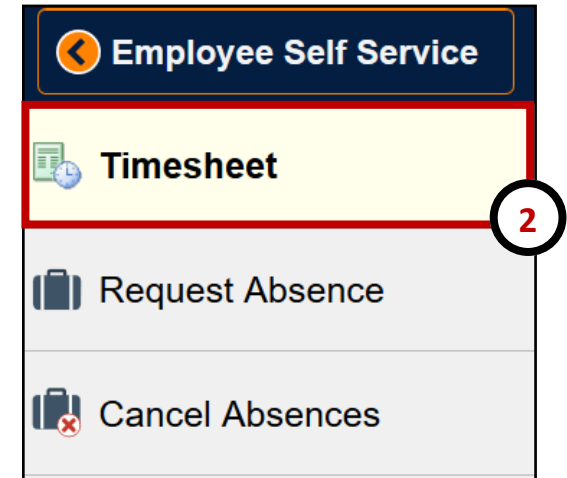 Employee Self Service
Timesheet
2
Request Absence
Cancel Absences